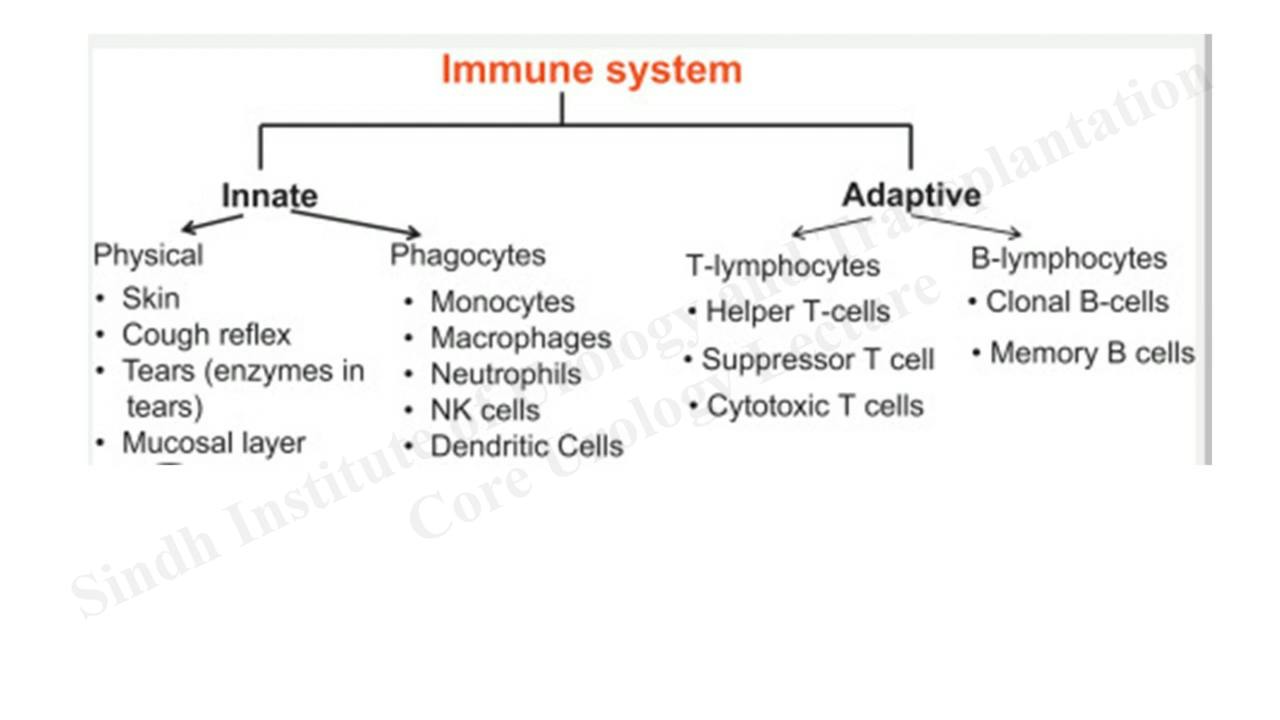 Immune system
Innate
Adaptive
Physical
• Skin
• Cough reflex
• Tears (enzymes in
tears)
• Mucosal layer
Phagocytes
• Monocytes
• Macrophages
• Neutrophils
• NK cells
• Dendritic Cells
T-lymphocytes
• Helper T-cells
• Suppressor T cell
• Cytotoxic T cells
B-lymphocytes
• Clonal B-cells
• Memory B cells
Sindh Institute of Urology and Transplantation
Core Urology Lecture